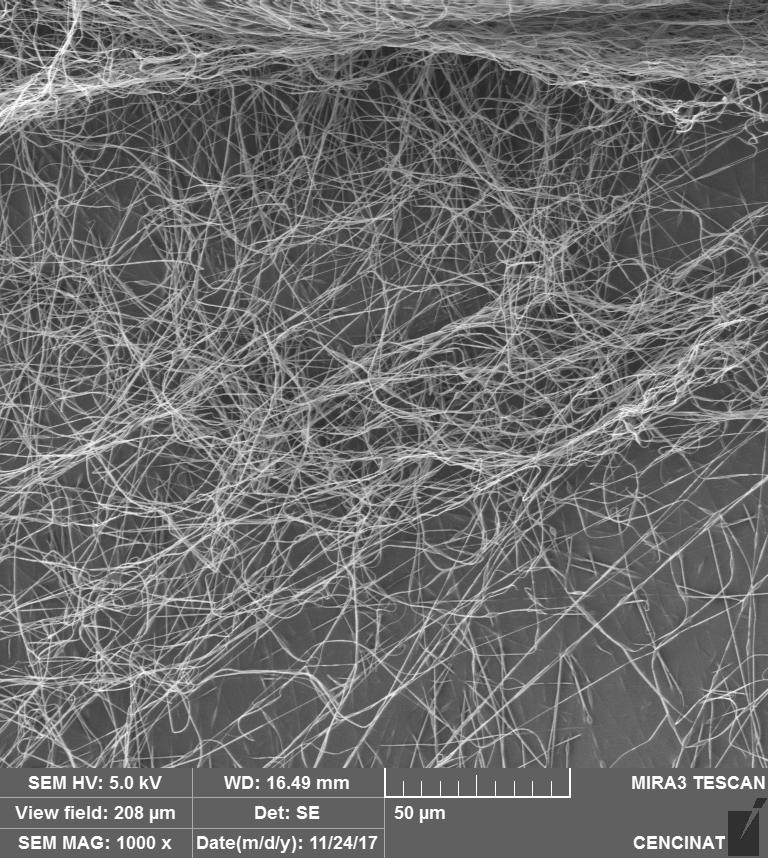 SEM HV: 5.0 kV WD: 16.49 mm MIRA3 TESCAN
View field: 208 µm Det: SE 50 µm
SEM MAG: 1000 x Date(m/d/y): 11/24/17 CENCINAT